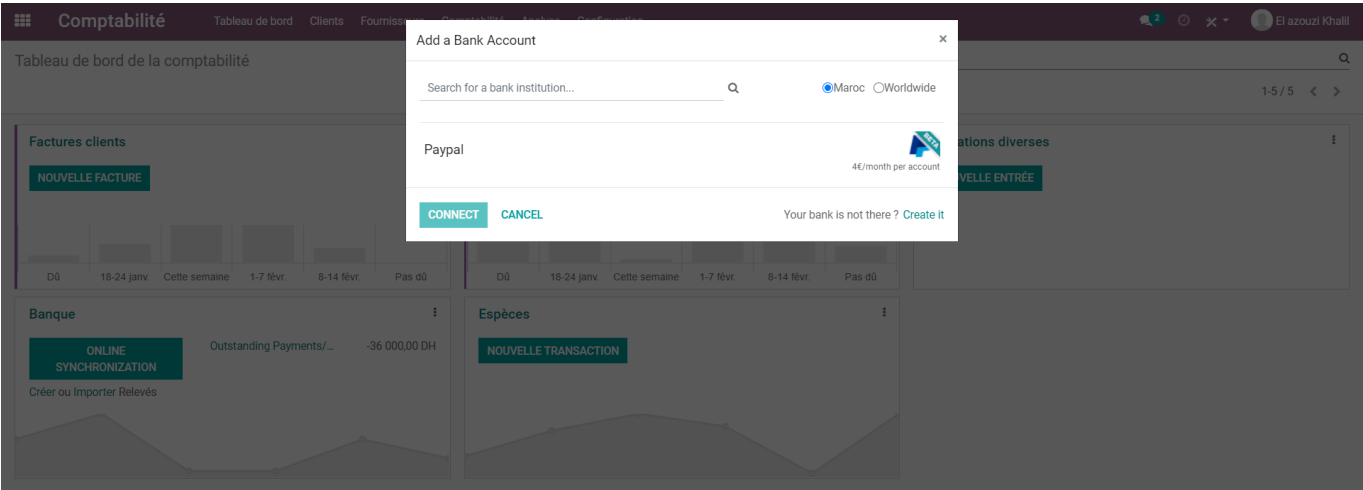 Comptabilité Tableau de bord Clients Fournisseurs Comptabilité Analyse Configuration 2 El azouzi Khalil
Tableau de bord de la comptabilité
1-5 / 5
Add a Bank Account ×
Search for a bank institution... Maroc Worldwide
Paypal BETA
4€/month per account
CONNECT CANCEL Your bank is not there ? Create it
Factures clients
NOUVELLE FACTURE
Dû 18-24 janv. Cette semaine 1-7 févr. 8-14 févr. Pas dû
Dû 18-24 janv. Cette semaine 1-7 févr. 8-14 févr. Pas dû
ations diverses
VELLE ENTRÉE
Banque
ONLINE
SYNCHRONIZATION
Outstanding Payments/... -36 000,00 DH
Créer ou Importer Relevés
Espèces
NOUVELLE TRANSACTION